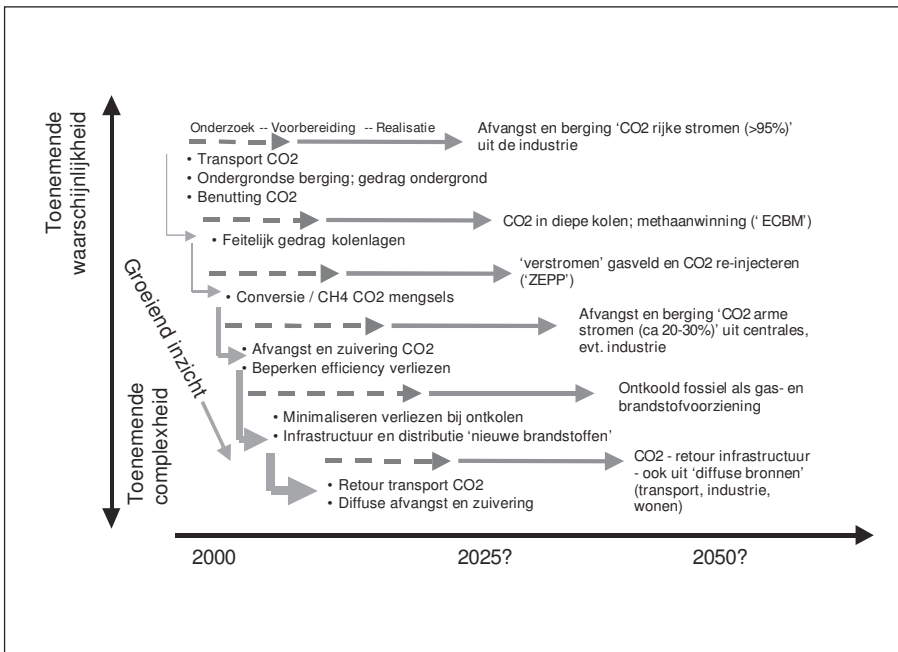 Toenemende
waarschijnlijkheid
Onderzoek -- Voorbereiding -- Realisatie
Afvangst en berging ‘CO2 rijke stromen (>95%)’
uit de industrie
• Transport CO2
• Ondergrondse berging; gedrag ondergrond
• Benutting CO2
CO2 in diepe kolen; methaanwinning (‘ ECBM’)
• Feitelijk gedrag kolenlagen
‘verstromen’ gasveld en CO2 re-injecteren
(‘ZEPP’)
• Conversie / CH4 CO2 mengsels
Groeiend inzicht
Afvangst en berging ‘CO2 arme
stromen (ca 20-30%)’ uit centrales,
evt. industrie
• Afvangst en zuivering CO2
• Beperken efficiency verliezen
Toenemende
complexheid
Ontkoold fossiel als gas- en
brandstofvoorziening
• Minimaliseren verliezen bij ontkolen
• Infrastructuur en distributie ‘nieuwe brandstoffen’
CO2 - retour infrastructuur
- ook uit ‘diffuse bronnen’
(transport, industrie,
wonen)
• Retour transport CO2
• Diffuse afvangst en zuivering
2000
2025?
2050?